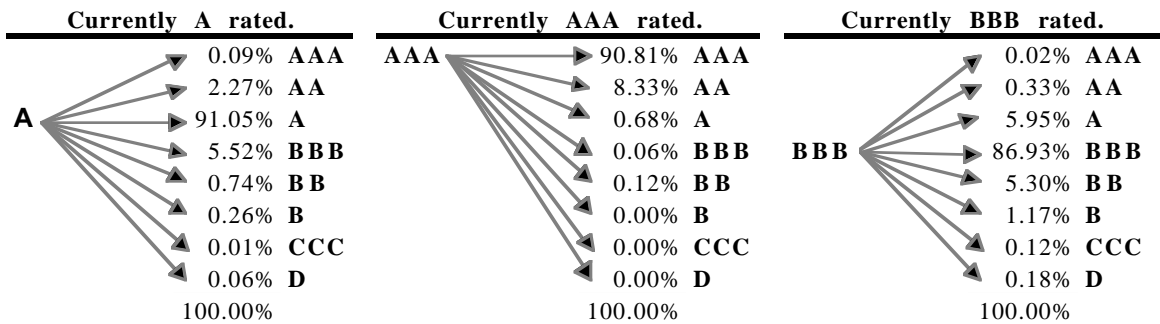 Currently A rated.
A
0.09% AAA
2.27% AA
91.05% A
5.52% BBB
0.74% BB
0.26% B
0.01% CCC
0.06% D
100.00%
Currently AAA rated.
AAA
90.81% AAA
8.33% AA
0.68% A
0.06% BBB
0.12% BB
0.00% B
0.00% CCC
0.00% D
100.00%
Currently BBB rated.
BBB
0.02% AAA
0.33% AA
5.95% A
86.93% BBB
5.30% BB
1.17% B
0.12% CCC
0.18% D
100.00%